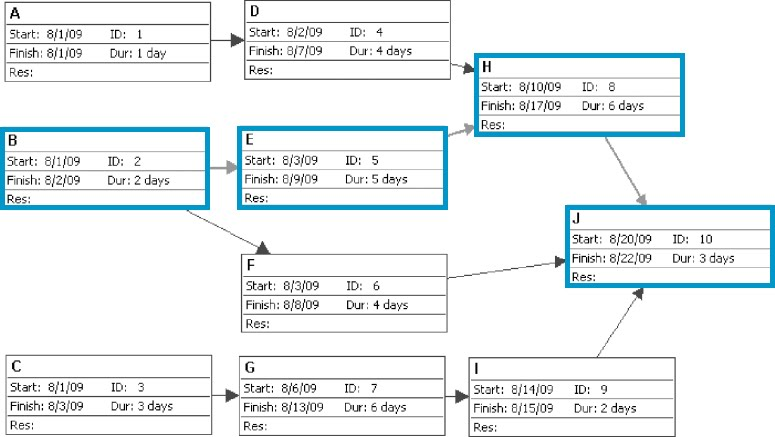 A
Start: 8/1/09 ID: 1
Finish: 8/1/09 Dur: 1 day
Res:
D
Start: 8/2/09 ID: 4
Finish: 8/7/09 Dur: 4 days
Res:
H
Start: 8/10/09 ID: 8
Finish: 8/17/09 Dur: 6 days
Res:
B
Start: 8/1/09 ID: 2
Finish: 8/2/09 Dur: 2 days
Res:
E
Start: 8/3/09 ID: 5
Finish: 8/9/09 Dur: 5 days
Res:
J
Start: 8/20/09 ID: 10
Finish: 8/22/09 Dur: 3 days
Res:
F
Start: 8/3/09 ID: 6
Finish: 8/8/09 Dur: 4 days
Res:
C
Start: 8/1/09 ID: 3
Finish: 8/3/09 Dur: 3 days
Res:
G
Start: 8/6/09 ID: 7
Finish: 8/13/09 Dur: 6 days
Res:
I
Start: 8/14/09 ID: 9
Finish: 8/15/09 Dur: 2 days
Res: